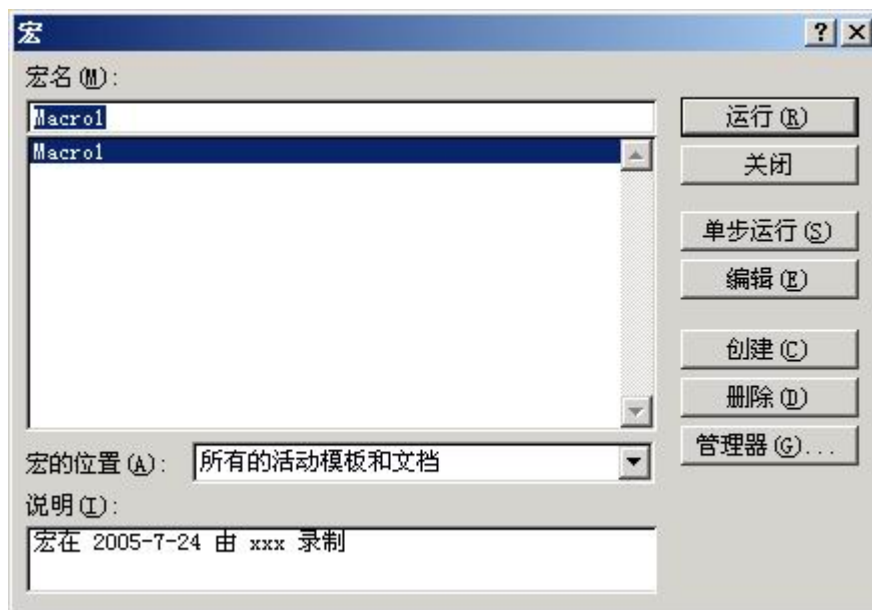 宏
宏名(M):
Macro1
Macro1
运行(R)
关闭
单步运行(S)
编辑(E)
创建(C)
删除(D)
管理器(G)...
宏的位置(A): 所有的活动模板和文档
说明(I):
宏在 2005-7-24 由 xxx 录制